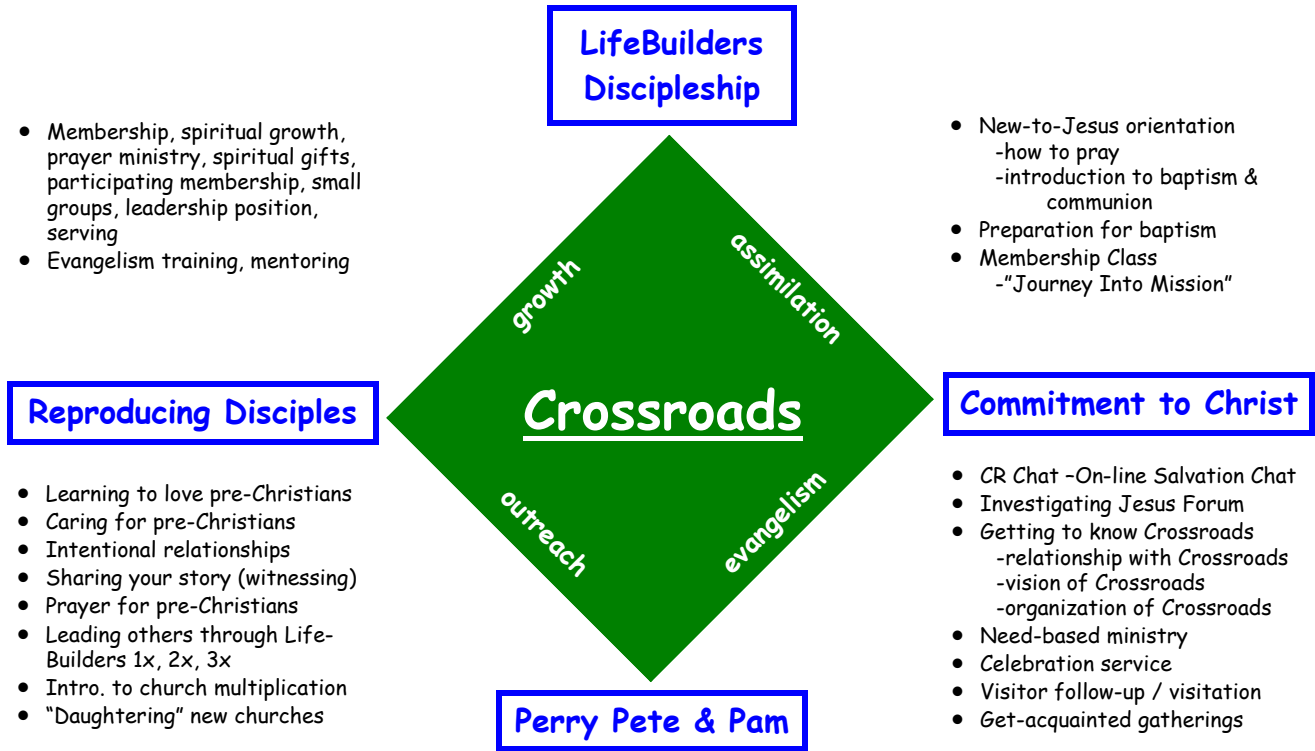 LifeBuilders
Discipleship
• Membership, spiritual growth,
prayer ministry, spiritual gifts,
participating membership, small
groups, leadership position,
serving
• Evangelism training, mentoring
• New-to-Jesus orientation
-how to pray
-introduction to baptism &
communion
• Preparation for baptism
• Membership Class
-”Journey Into Mission”
growth
assimilation
Reproducing Disciples
Crossroads
Commitment to Christ
outreach
evangelism
• Learning to love pre-Christians
• Caring for pre-Christians
• Intentional relationships
• Sharing your story (witnessing)
• Prayer for pre-Christians
• Leading others through Life-
Builders 1x, 2x, 3x
• Intro. to church multiplication
• “Daughtering” new churches
• CR Chat –On-line Salvation Chat
• Investigating Jesus Forum
• Getting to know Crossroads
-relationship with Crossroads
-vision of Crossroads
-organization of Crossroads
• Need-based ministry
• Celebration service
• Visitor follow-up / visitation
• Get-acquainted gatherings
Perry Pete & Pam